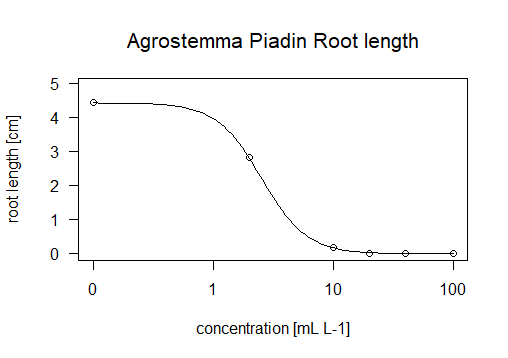 Agrostemma Piadin Root length
root length [cm]
5
4
3
2
1
0
0 1 10 100
concentration [mL L-1]